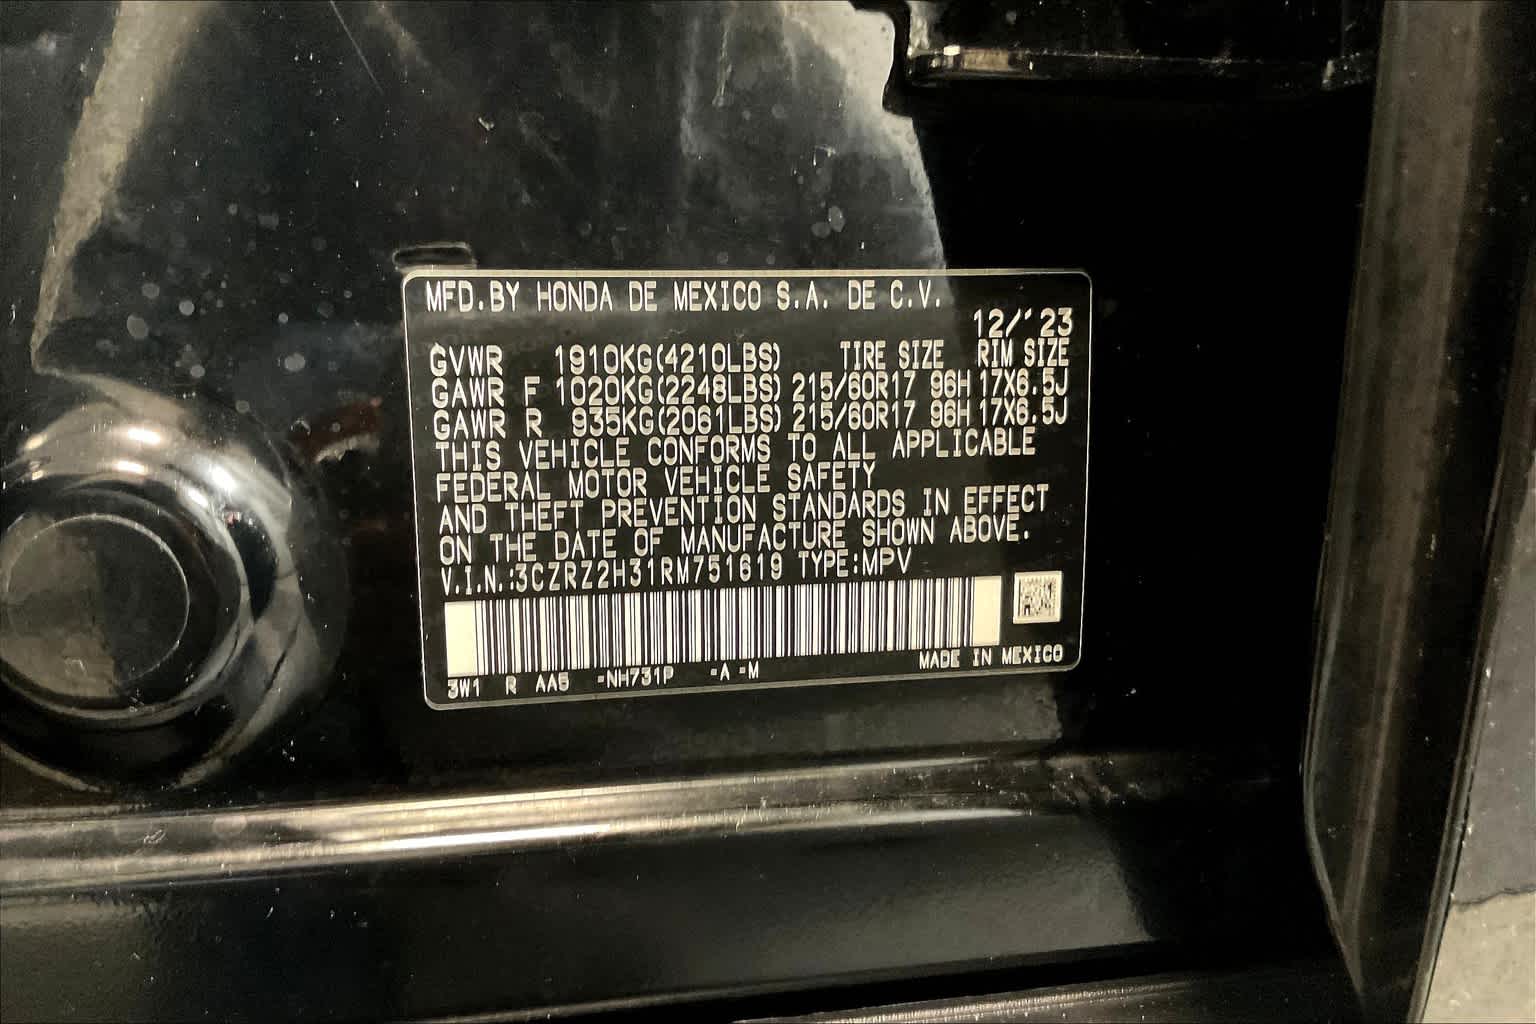 MFD.BY HONDA DE MEXICO S.A. DE C.V.
12/'23
GVWR 1910KG(4210LBS) TIRE SIZE RIM SIZE
GAWR F 1020KG(2248LBS) 215/60R17 96H 17X6.5J
GAWR R 935KG(2061LBS) 215/60R17 96H 17X6.5J
THIS VEHICLE CONFORMS TO ALL APPLICABLE
FEDERAL MOTOR VEHICLE SAFETY
AND THEFT PREVENTION STANDARDS IN EFFECT
ON THE DATE OF MANUFACTURE SHOWN ABOVE.
V.I.N.:3CZRZ2H31RM751619 TYPE:MPV
3W1 R AA5 -NH731P -A -M MADE IN MEXICO